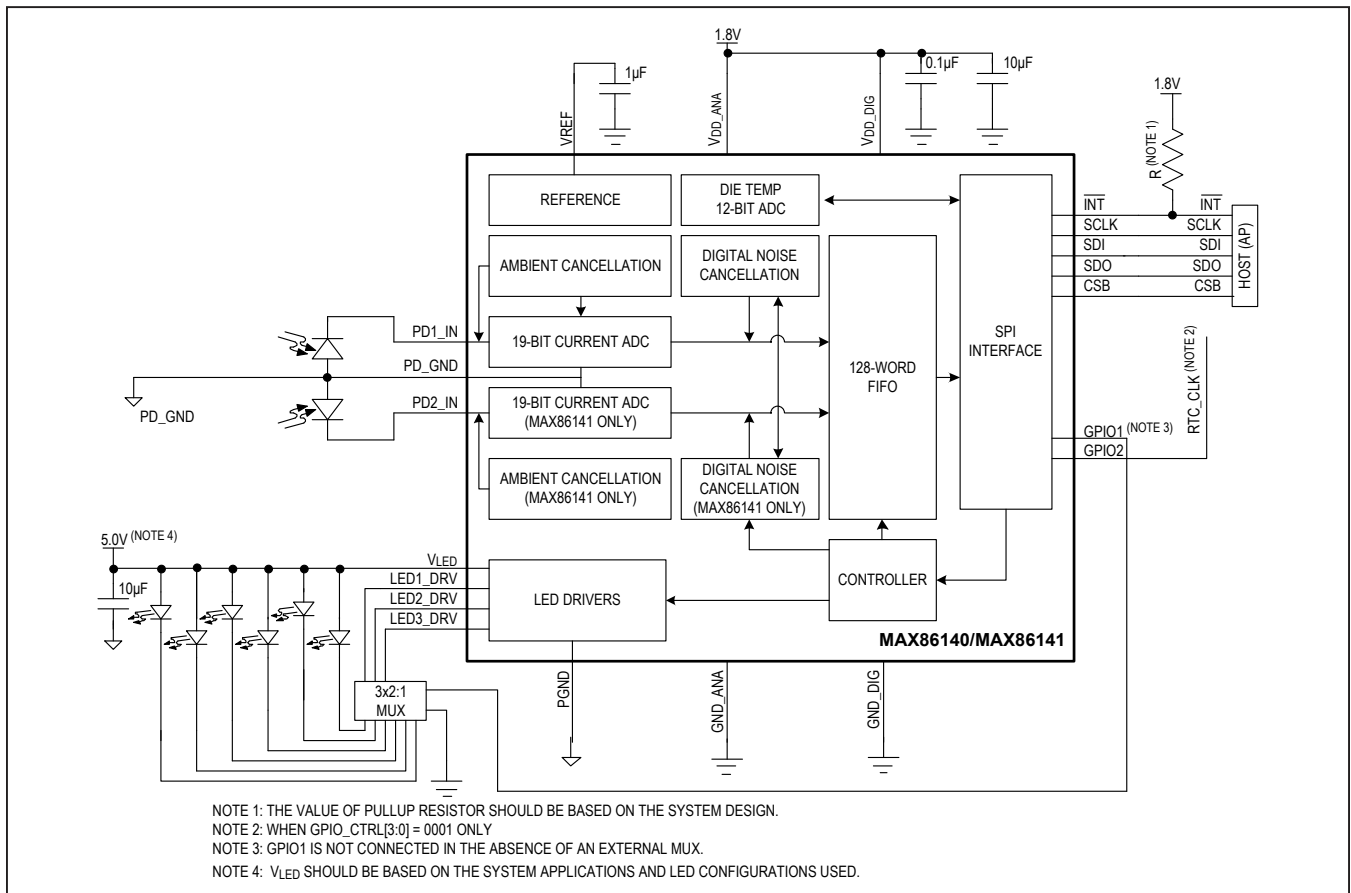 1.8V
1µF
0.1µF
10µF
1.8V
VREF
VDD_ANA
VDD_DIG
R (NOTE 1)
REFERENCE
DIE TEMP
12-BIT ADC
INT
INT
SCLK
SCLK
SDI
SDI
SDO
SDO
CSB
CSB
HOST (AP)
AMBIENT CANCELLATION
DIGITAL NOISE
CANCELLATION
SPI
INTERFACE
PD1_IN
19-BIT CURRENT ADC
128-WORD
FIFO
PD_GND
PD_GND
PD2_IN
19-BIT CURRENT ADC
(MAX86141 ONLY)
RTC_CLK (NOTE 2)
GPIO1 (NOTE 3)
GPIO2
AMBIENT CANCELLATION
(MAX86141 ONLY)
DIGITAL NOISE
CANCELLATION
(MAX86141 ONLY)
5.0V (NOTE 4)
10µF
VLED
LED1_DRV
LED2_DRV
LED3_DRV
LED DRIVERS
CONTROLLER
MAX86140/MAX86141
3x2:1
MUX
PGND
GND_ANA
GND_DIG
NOTE 1: THE VALUE OF PULLUP RESISTOR SHOULD BE BASED ON THE SYSTEM DESIGN.
NOTE 2: WHEN GPIO_CTRL[3:0] = 0001 ONLY
NOTE 3: GPIO1 IS NOT CONNECTED IN THE ABSENCE OF AN EXTERNAL MUX.
NOTE 4: VLED SHOULD BE BASED ON THE SYSTEM APPLICATIONS AND LED CONFIGURATIONS USED.